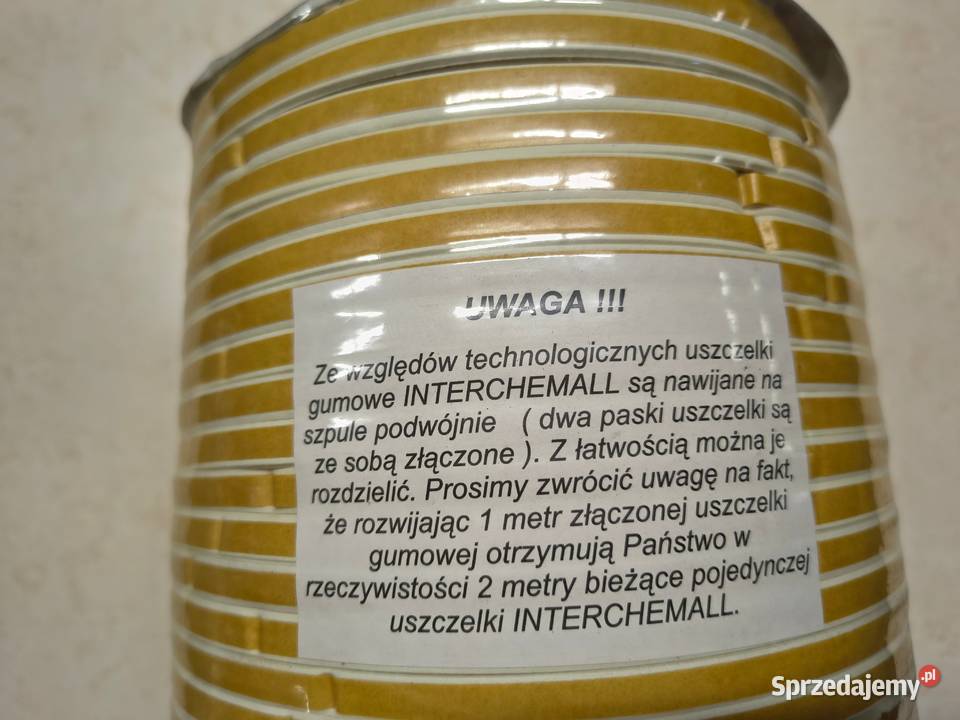 UWAGA !!!
Ze względów technologicznych uszczelki
gumowe INTERCHEMALL są nawijane na
szpule podwójnie ( dwa paski uszczelki są
ze sobą złączone ). Z łatwością można je
rozdzielić. Prosimy zwrócić uwagę na fakt,
że rozwijając 1 metr złączonej uszczelki
gumowej otrzymują Państwo w
rzeczywistości 2 metry bieżące pojedynczej
uszczelki INTERCHEMALL.
Sprzedajemy.pl